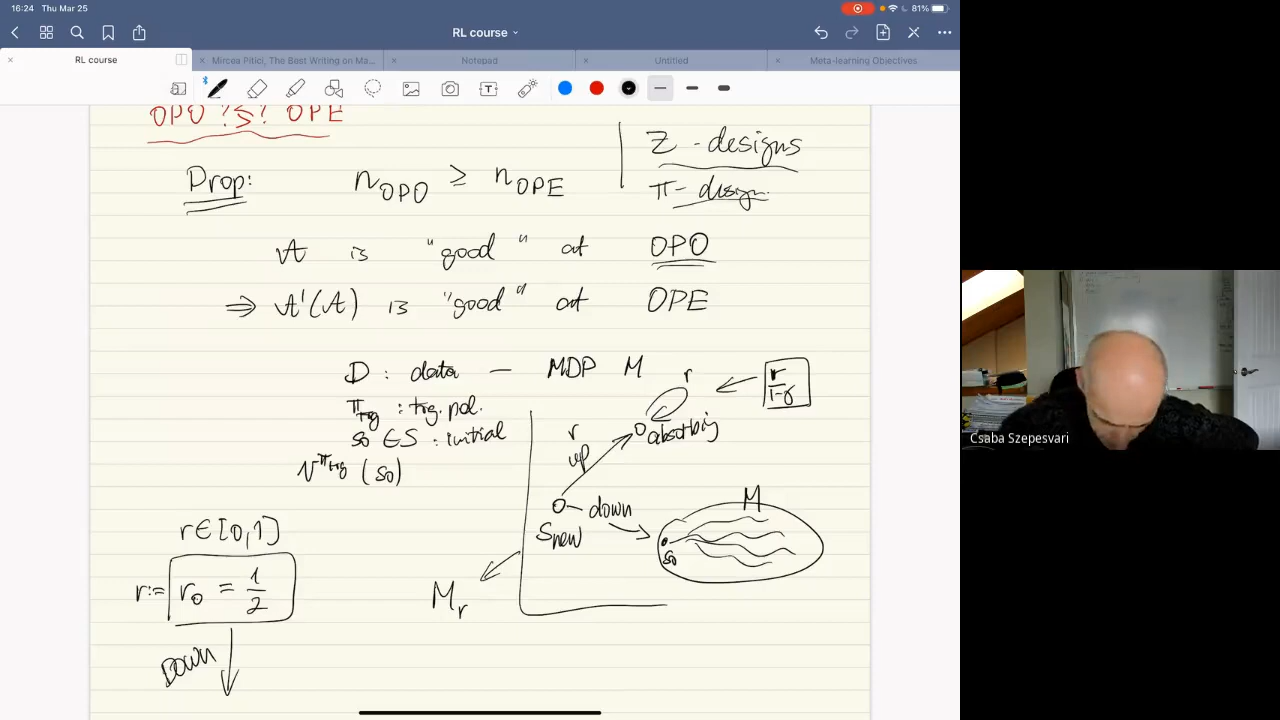 16:24 Thu Mar 25
81%
RL course
RL course
Mircea Pitici, The Best Writing on Ma...
Notepad
Untitled
Meta-learning Objectives
OPO ?≶? OPE
Z - designs
π - design
Prop: n_OPO ≥ n_OPE
A is "good" at OPO
⇒ A'(A) is "good" at OPE
D : data — MDP M
π_trg : trg. pol.
s0 ∈ S : initial
v^π_trg (s0)
r
r/1-γ
absorbing
r
up
down
S_new
M
s0
M_r
r ∈ [0,1]
r := r0 = 1/2
DOWN
Csaba Szepesvari